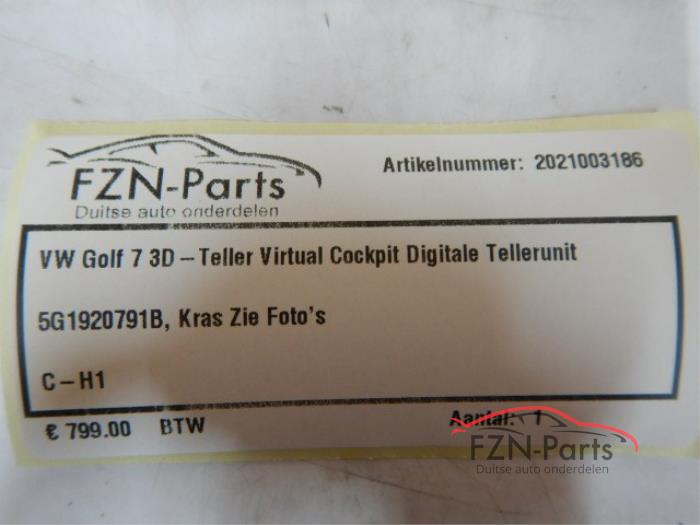 FZN-Parts
Duitse auto onderdelen
Artikelnummer: 2021003186
VW Golf 7 3D – Teller Virtual Cockpit Digitale Tellerunit
5G1920791B, Kras Zie Foto's
C – H1
€ 799.00 BTW
Aantal: 1
FZN-Parts
Duitse auto onderdelen